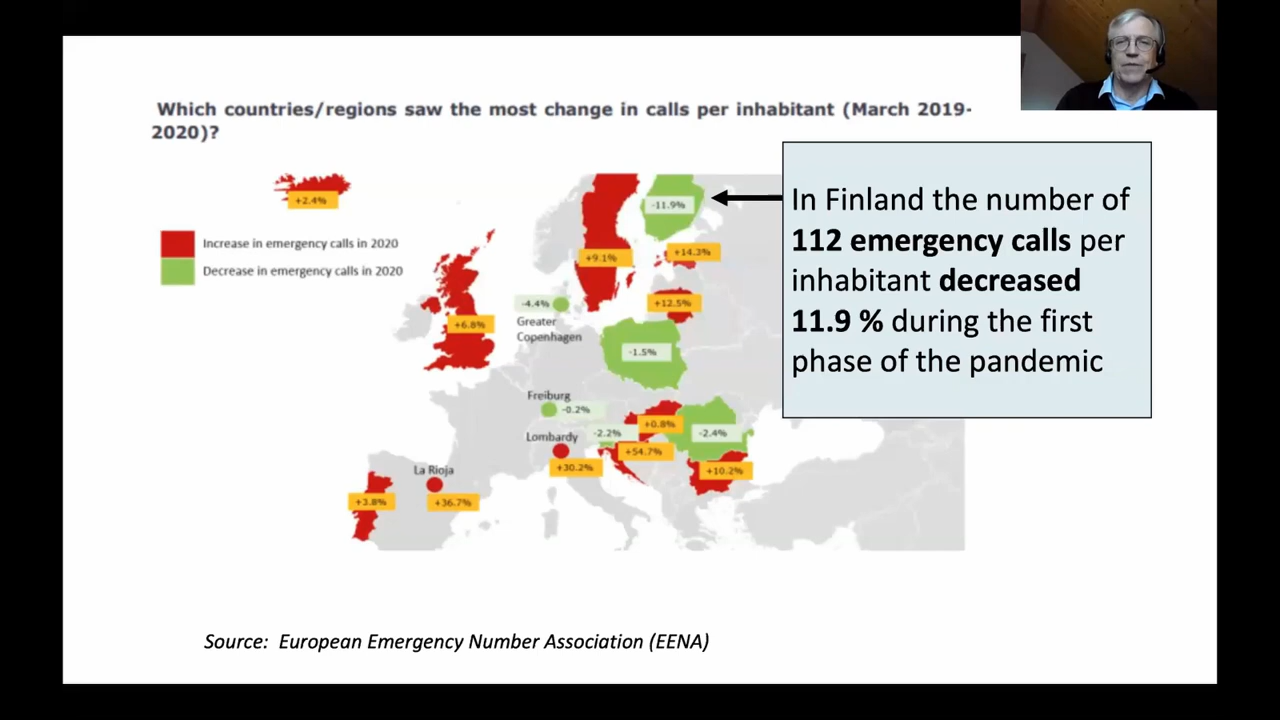 Which countries/regions saw the most change in calls per inhabitant (March 2019-
2020)?
+2.4%
-11.9%
Increase in emergency calls in 2020
Decrease in emergency calls in 2020
+9.1%
+14.3%
-4.4%
Greater
Copenhagen
+12.5%
+6.8%
-1.5%
Freiburg
-0.2%
Lombardy
-2.2%
+0.8%
-2.4%
+54.7%
+30.2%
+10.2%
La Rioja
+3.8%
+36.7%
In Finland the number of
112 emergency calls per
inhabitant decreased
11.9 % during the first
phase of the pandemic
Source: European Emergency Number Association (EENA)